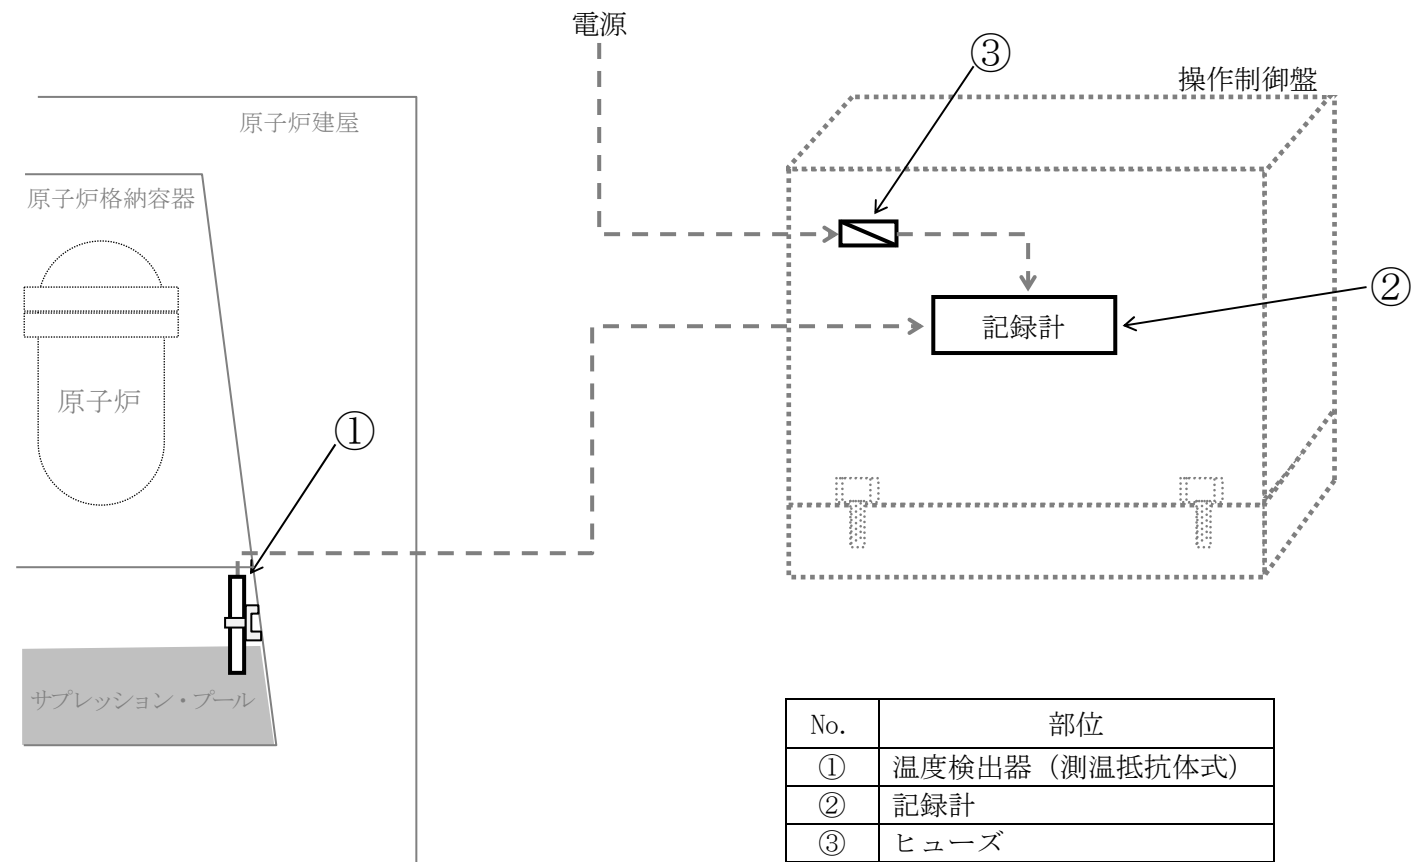 電源
③
操作制御盤
原子炉建屋
原子炉格納容器
②
記録計
原子炉
①
サプレッション・プール
No. 部位
① 温度検出器（測温抵抗体式）
② 記録計
③ ヒューズ